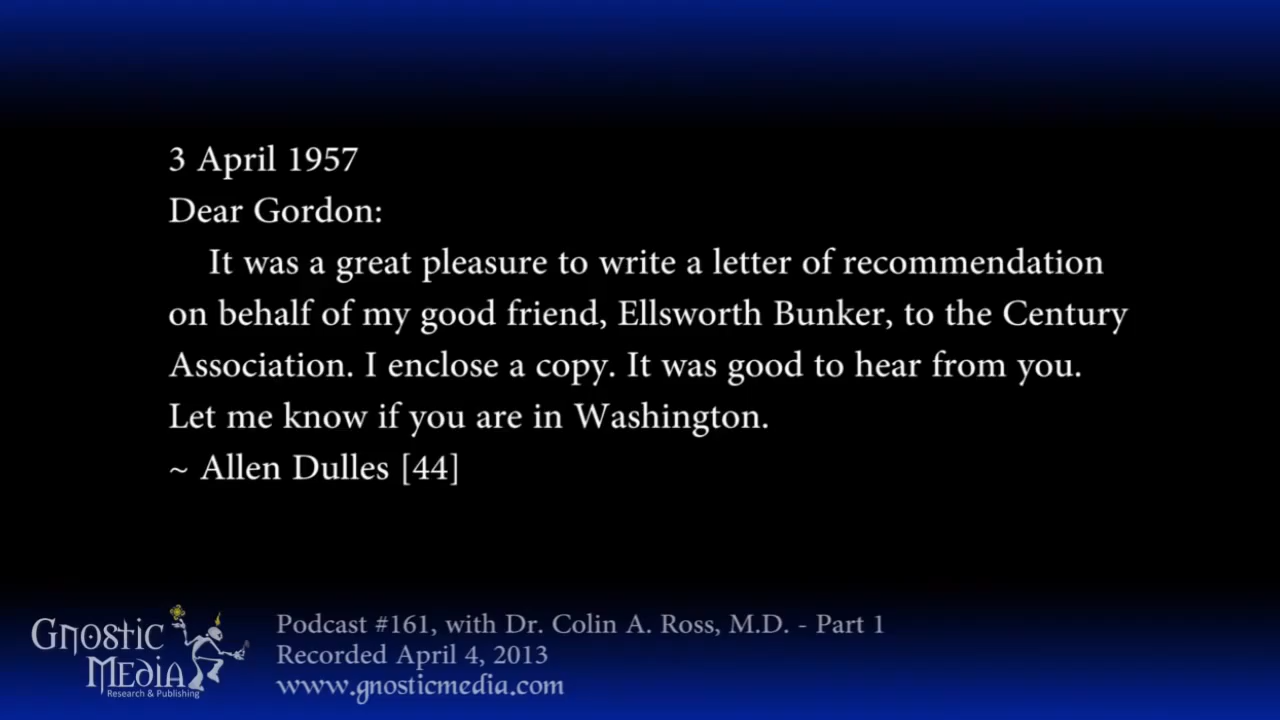 3 April 1957
Dear Gordon:
It was a great pleasure to write a letter of recommendation
on behalf of my good friend, Ellsworth Bunker, to the Century
Association. I enclose a copy. It was good to hear from you.
Let me know if you are in Washington.
~ Allen Dulles [44]
Gnostic
Media
Research & Publishing
Podcast #161, with Dr. Colin A. Ross, M.D. - Part 1
Recorded April 4, 2013
www.gnosticmedia.com